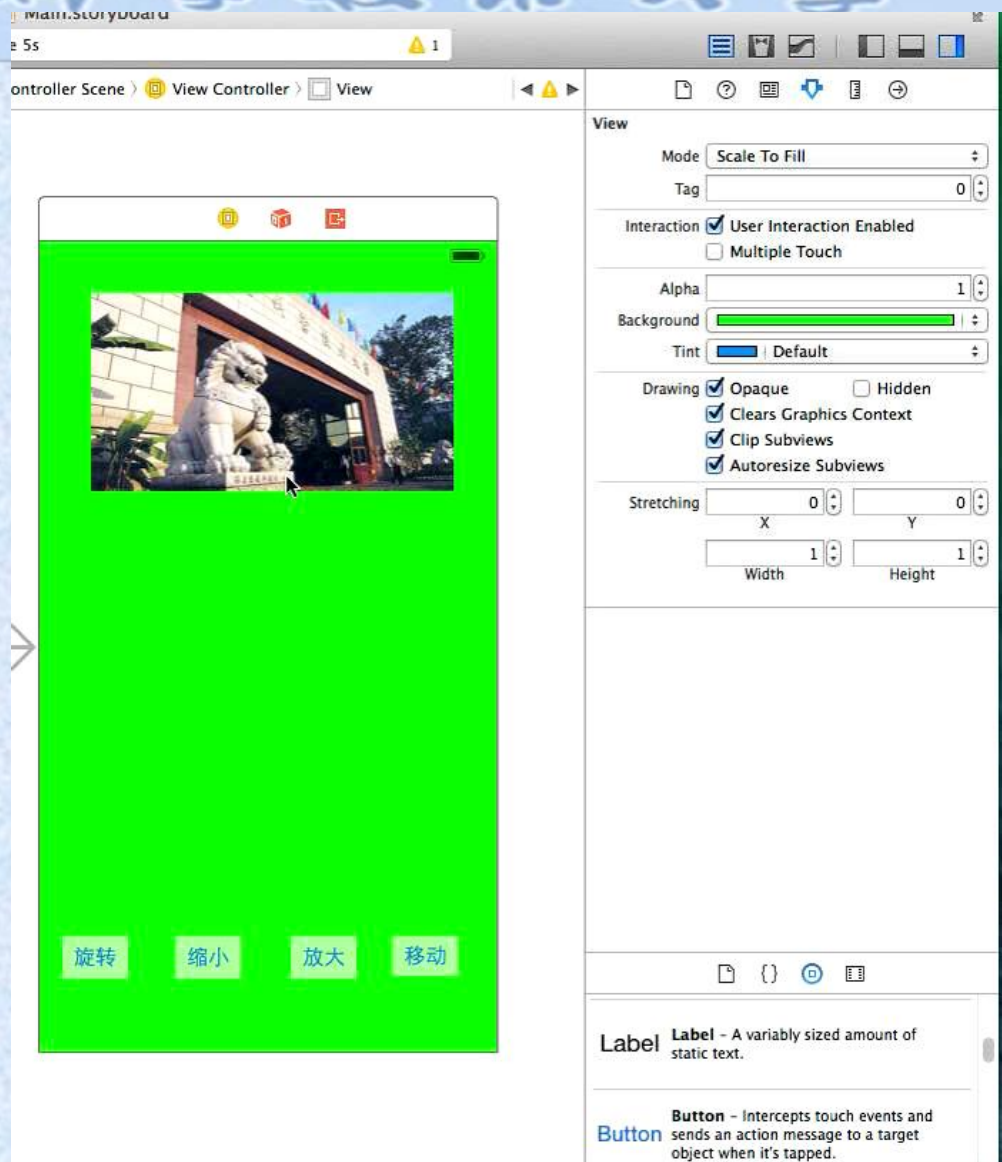 Main.storyboard
e 5s
1
ontroller Scene
View Controller
View
View
Mode
Scale To Fill
Tag
0
Interaction
User Interaction Enabled
Multiple Touch
Alpha
1
Background
Tint
Default
Drawing
Opaque
Hidden
Clears Graphics Context
Clip Subviews
Autoresize Subviews
Stretching
0
0
X
Y
1
1
Width
Height
旋转
缩小
放大
移动
{}
Label
Label - A variably sized amount of
static text.
Button
Button - Intercepts touch events and
sends an action message to a target
object when it's tapped.